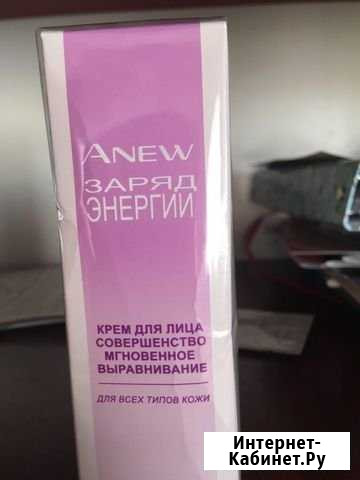 ANEW
ЗАРЯД
ЭНЕРГИИ
КРЕМ ДЛЯ ЛИЦА
СОВЕРШЕНСТВО
МГНОВЕННОЕ
ВЫРАВНИВАНИЕ
ДЛЯ ВСЕХ ТИПОВ КОЖИ
Интернет-
Кабинет.Ру